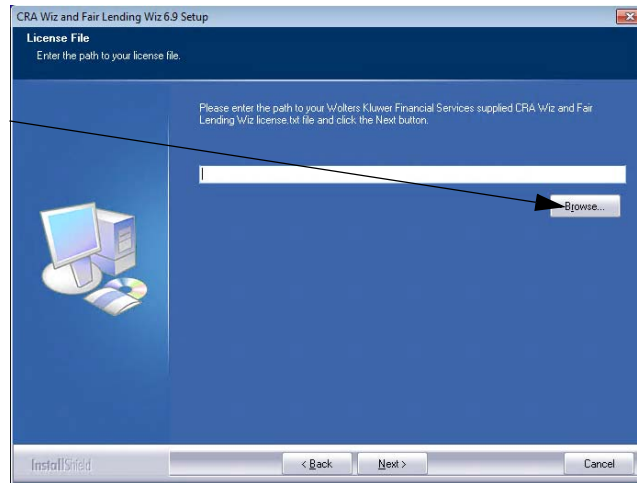 CRA Wiz and Fair Lending Wiz 6.9 Setup
License File
Enter the path to your license file.
Please enter the path to your Wolters Kluwer Financial Services supplied CRA Wiz and Fair
Lending Wiz license.txt file and click the Next button.
Browse...
InstallShield
< Back
Next >
Cancel